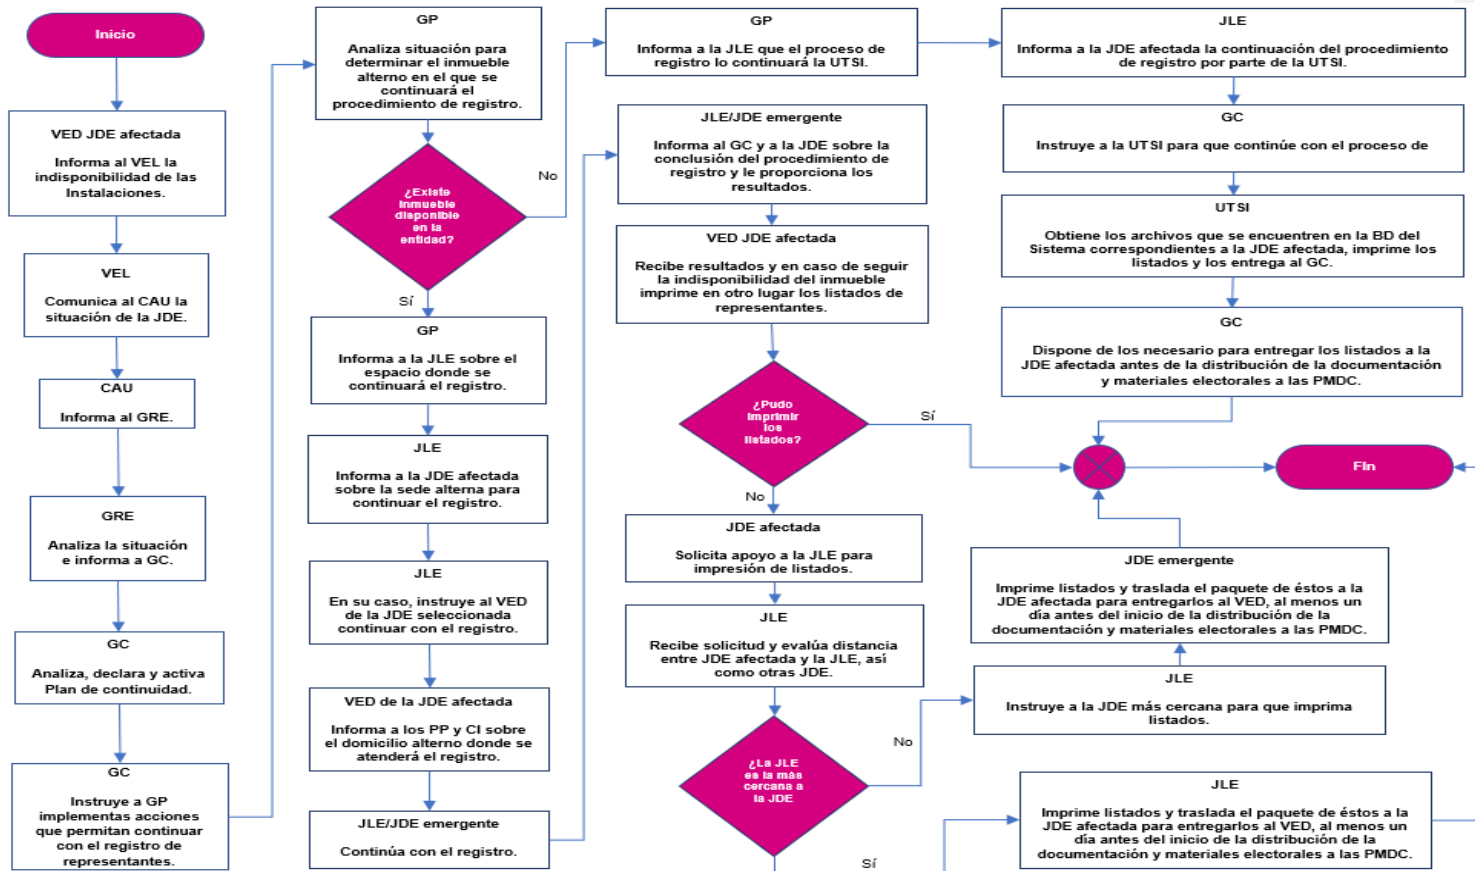 Inicio
VED JDE afectada
Informa al VEL la
indisponibilidad de las
Instalaciones.
VEL
Comunica al CAU la
situación de la JDE.
CAU
Informa al GRE.
GRE
Analiza la situación
e informa a GC.
GC
Analiza, declara y activa
Plan de continuidad.
GC
Instruye a GP
implementas acciones
que permitan continuar
con el registro de
representantes.
GP
Analiza situación para
determinar el inmueble
alterno en el que se
continuará el
procedimiento de registro.
¿Existe
inmueble
disponible
en la
entidad?
No
Sí
GP
Informa a la JLE sobre el
espacio donde se
continuará el registro.
JLE
Informa a la JDE afectada
sobre la sede alterna para
continuar el registro.
JLE
En su caso, instruye al VED
de la JDE seleccionada
continuar con el registro.
VED de la JDE afectada
Informa a los PP y CI sobre
el domicilio alterno donde se
atenderá el registro.
JLE/JDE emergente
Continúa con el registro.
GP
Informa a la JLE que el proceso de
registro lo continuará la UTSI.
JLE/JDE emergente
Informa al GC y a la JDE sobre la
conclusión del procedimiento de
registro y le proporciona los
resultados.
VED JDE afectada
Recibe resultados y en caso de seguir
la indisponibilidad del inmueble
imprime en otro lugar los listados de
representantes.
¿Pudo
imprimir
los
listados?
Sí
No
JDE afectada
Solicita apoyo a la JLE para
impresión de listados.
JLE
Recibe solicitud y evalúa distancia
entre JDE afectada y la JLE, así
como otras JDE.
¿La JLE
es la más
cercana a
la JDE
No
Sí
JLE
Informa a la JDE afectada la continuación del procedimiento
de registro por parte de la UTSI.
GC
Instruye a la UTSI para que continúe con el proceso de
UTSI
Obtiene los archivos que se encuentren en la BD del
Sistema correspondientes a la JDE afectada, imprime los
listados y los entrega al GC.
GC
Dispone de los necesario para entregar los listados a la
JDE afectada antes de la distribución de la documentación
y materiales electorales a las PMDC.
Fin
JDE emergente
Imprime listados y traslada el paquete de éstos a la
JDE afectada para entregarlos al VED, al menos un
día antes del inicio de la distribución de la
documentación y materiales electorales a las PMDC.
JLE
Instruye a la JDE más cercana para que imprima
listados.
JLE
Imprime listados y traslada el paquete de éstos a la
JDE afectada para entregarlos al VED, al menos un
día antes del inicio de la distribución de la
documentación y materiales electorales a las PMDC.